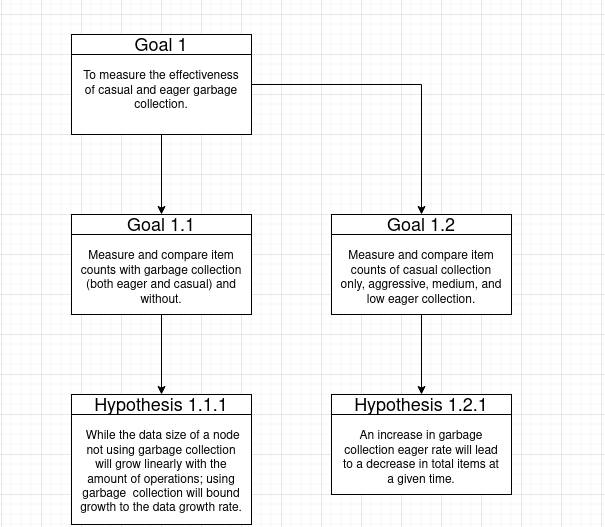 Goal 1
To measure the effectiveness
of casual and eager garbage
collection.
Goal 1.1
Measure and compare item
counts with garbage collection
(both eager and casual) and
without.
Goal 1.2
Measure and compare item
counts of casual collection
only, aggressive, medium, and
low eager collection.
Hypothesis 1.1.1
While the data size of a node
not using garbage collection
will grow linearly with the
amount of operations; using
garbage  collection will bound
growth to the data growth rate.
Hypothesis 1.2.1
An increase in garbage
collection eager rate will lead
to a decrease in total items at
a given time.